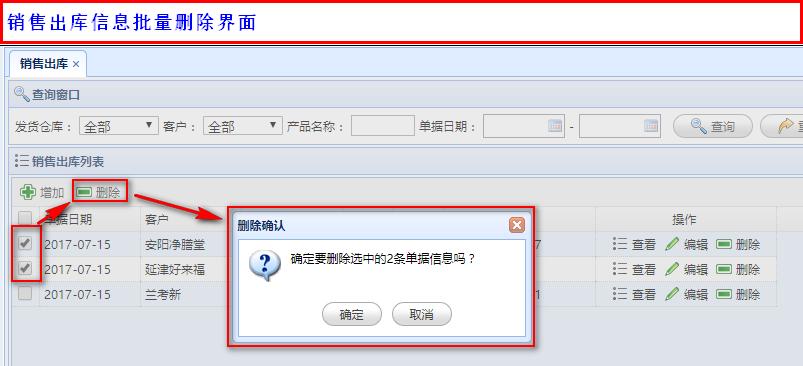 销售出库信息批量删除界面
销售出库 ×
查询窗口
发货仓库： 全部 客户： 全部 产品名称： 单据日期： - 查询
销售出库列表
增加 删除
单据日期 客户 操作
2017-07-15 安阳净膳堂 7 查看 编辑 删除
2017-07-15 延津好来福 查看 编辑 删除
2017-07-15 兰考新 1 查看 编辑 删除
删除确认
确定要删除选中的2条单据信息吗？
确定 取消